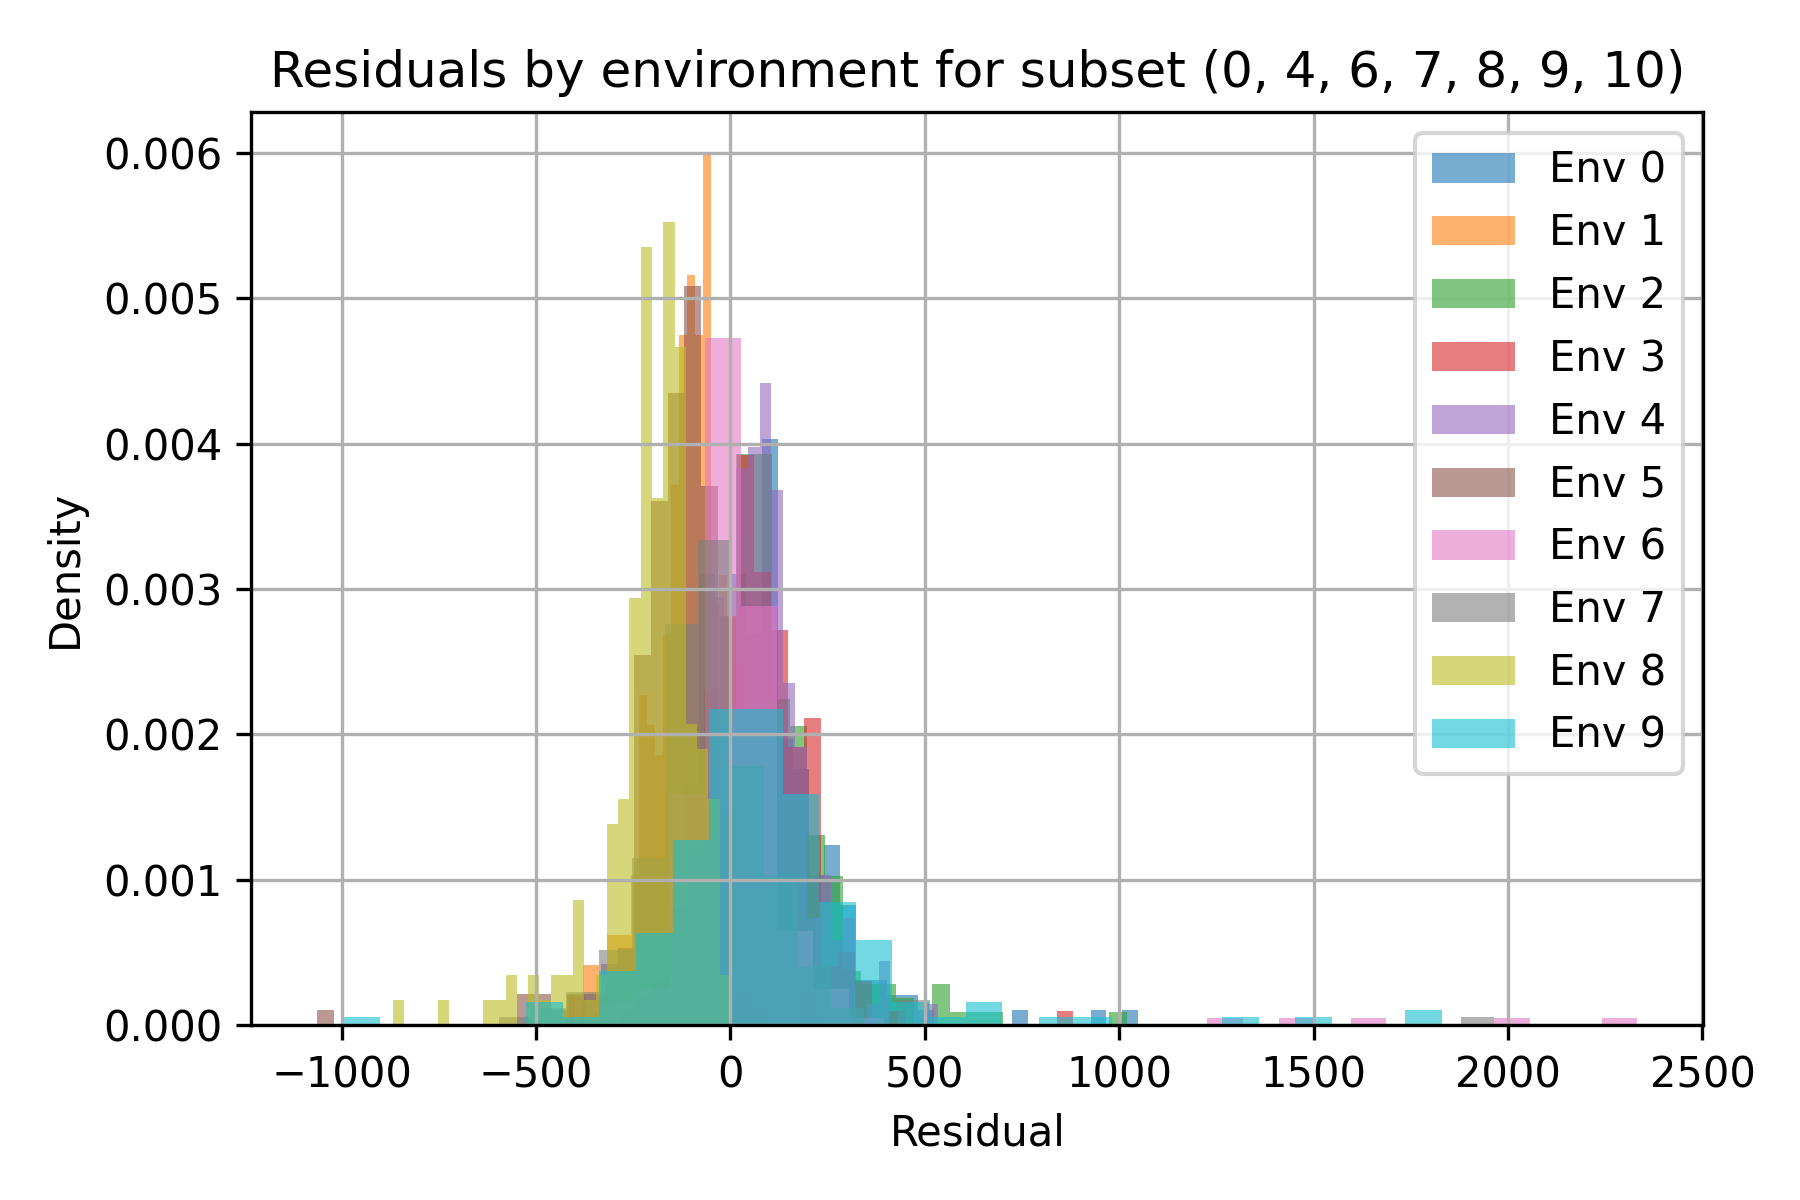 Residuals by environment for subset (0, 4, 6, 7, 8, 9, 10)
0.006
0.005
0.004
0.003
0.002
0.001
0.000
Density
−1000
−500
0
500
1000
1500
2000
2500
Residual
Env 0
Env 1
Env 2
Env 3
Env 4
Env 5
Env 6
Env 7
Env 8
Env 9